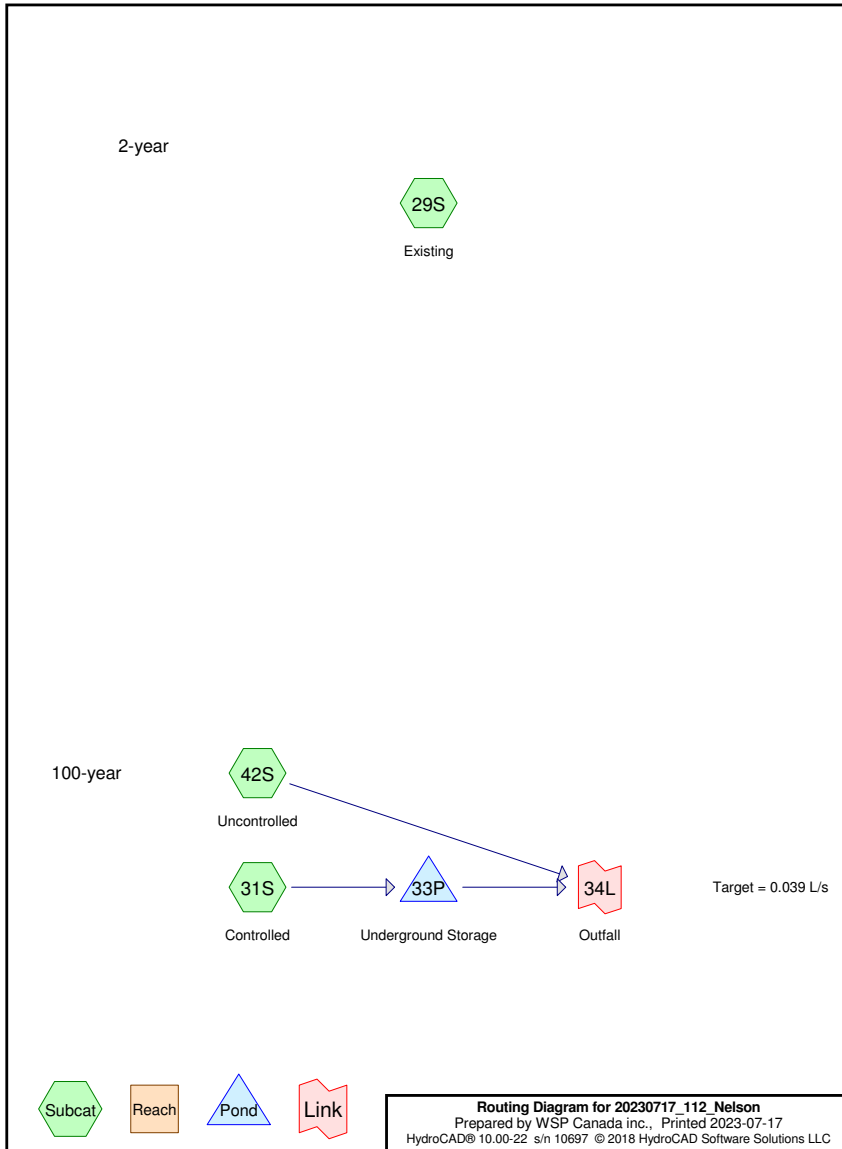 2-year
29S
Existing
100-year
42S
Uncontrolled
31S
33P
34L
Target = 0.039 L/s
Controlled
Underground Storage
Outfall
Subcat
Reach
Pond
Link
Routing Diagram for 20230717_112_Nelson
Prepared by WSP Canada inc., Printed 2023-07-17
HydroCAD® 10.00-22 s/n 10697 © 2018 HydroCAD Software Solutions LLC